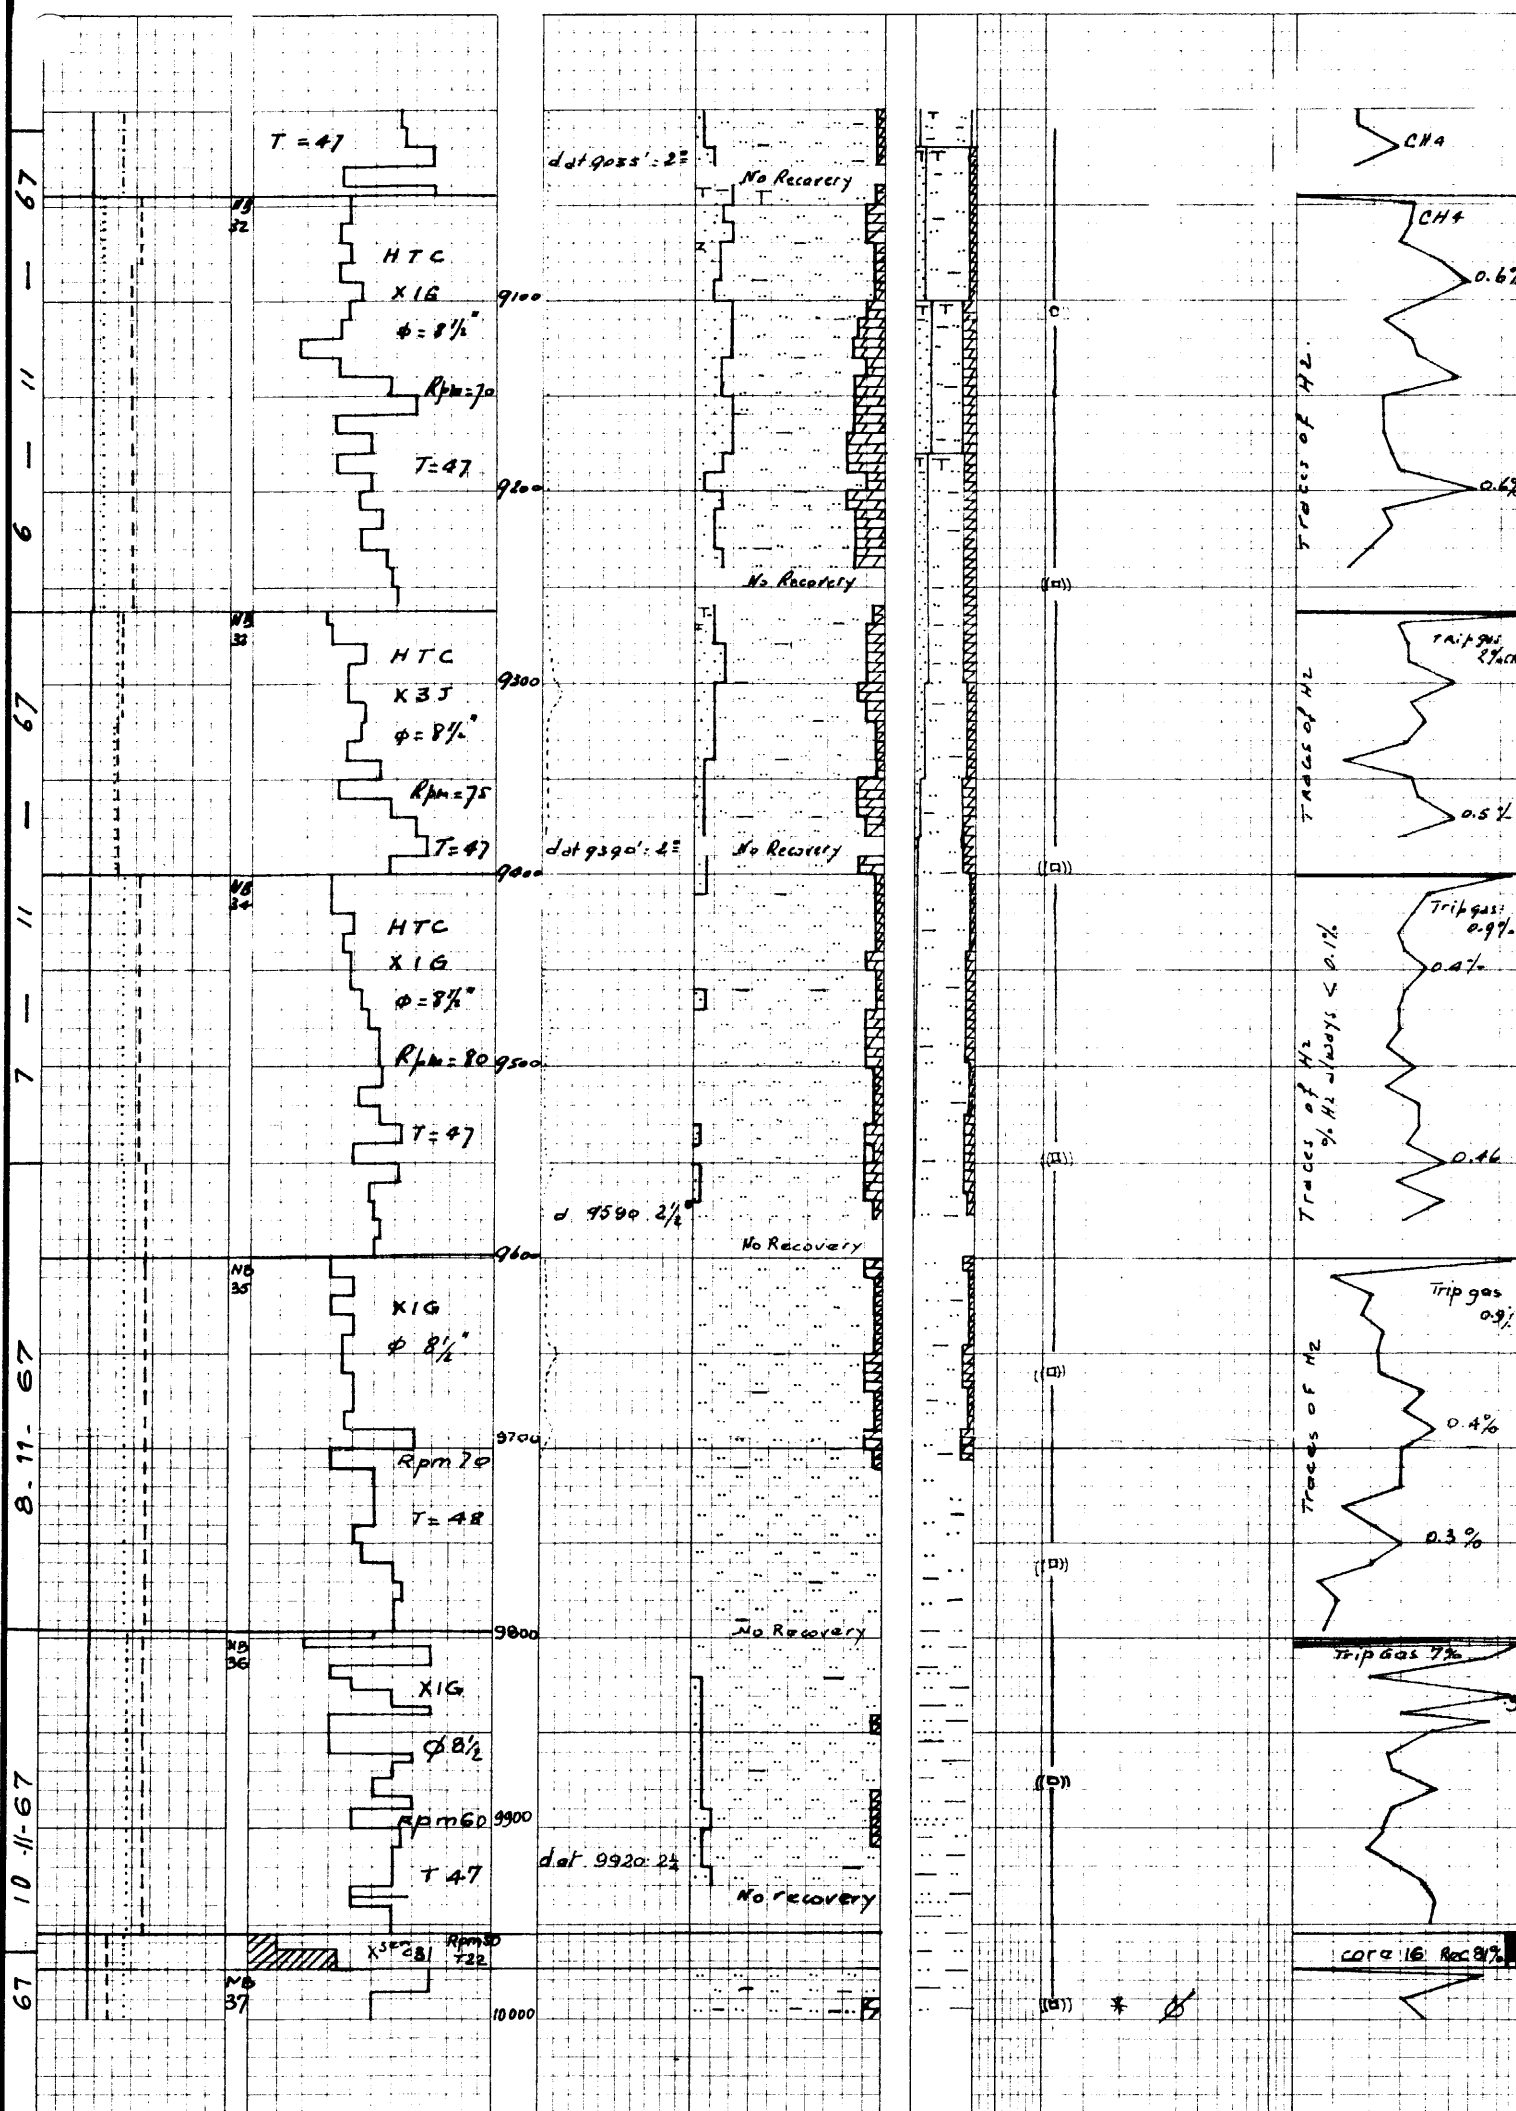 T = 47
CH4
No Recovery
67
NB
32
CH4
HTC
X1G
φ = 8½"
9100
0.6%
Rpm=70
T=47
9200
0.6%
Traces of H2.
6 — 11 — 67
No Recovery
NB
33
HTC
X3J
φ = 8½"
9300
Trip gas
Rpm=75
0.5%
T=47
d at 9390': 2"
No Recovery
Traces of H2
9400
NB
34
HTC
X1G
φ = 8½"
Trip gas:
0.9%
0.4%
Rpm=80
9500
T=47
0.46
Traces of H2
% H2 always < 0.1%
7 — 11 — 67
d 9590 2½"
No Recovery
9600
NB
35
X1G
φ 8½"
Trip gas
0.4%
9700
Rpm 70
T= 48
0.3%
Traces of H2
8-11-67
9800
No Recovery
NB
36
X1G
Trip Gas 7%
φ 8½
Rpm60
9900
T 47
d at 9920 2½
No recovery
10-11-67
Rpm50
T22
core 16 Rec 81%
NB
37
67
10000